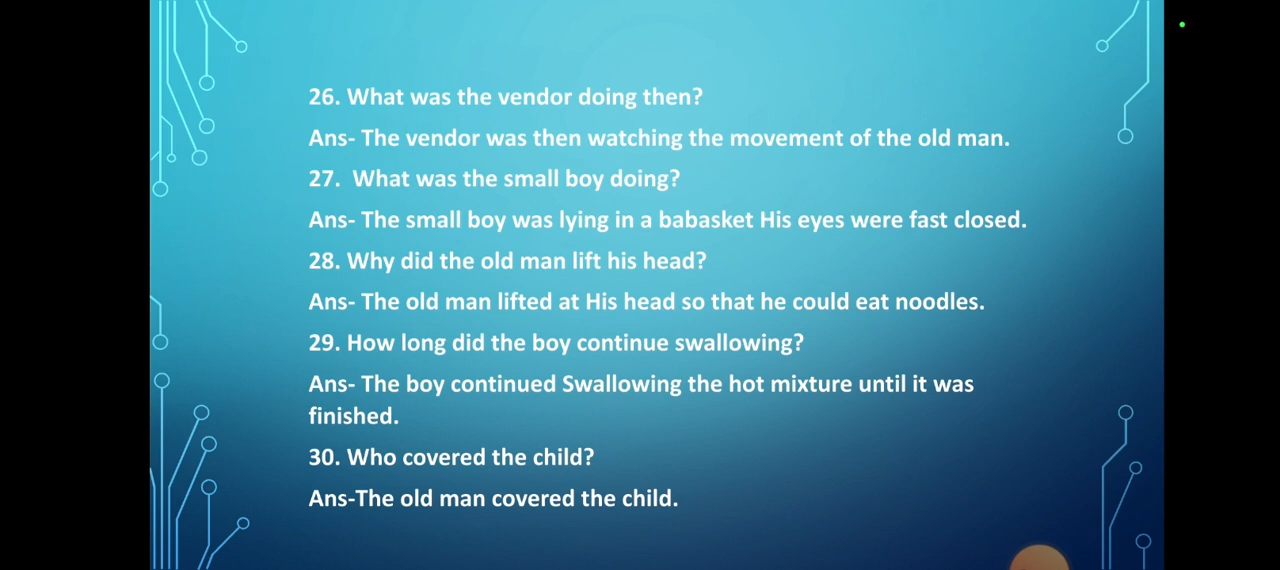 26. What was the vendor doing then?
Ans- The vendor was then watching the movement of the old man.
27.  What was the small boy doing?
Ans- The small boy was lying in a babasket His eyes were fast closed.
28. Why did the old man lift his head?
Ans- The old man lifted at His head so that he could eat noodles.
29. How long did the boy continue swallowing?
Ans- The boy continued Swallowing the hot mixture until it was
finished.
30. Who covered the child?
Ans-The old man covered the child.